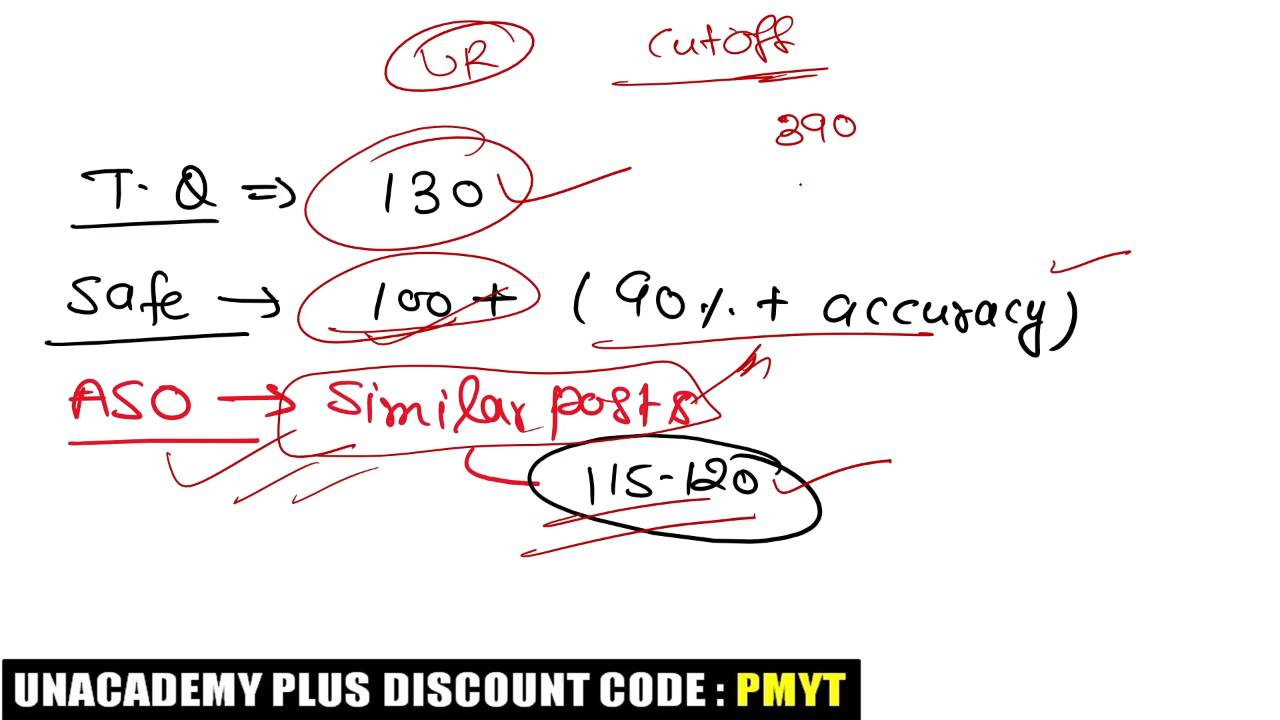 UR cutoff
390
T. Q => 130
Safe → 100+ (90% + accuracy)
ASO → Similar posts
115-120
UNACADEMY PLUS DISCOUNT CODE : PMYT